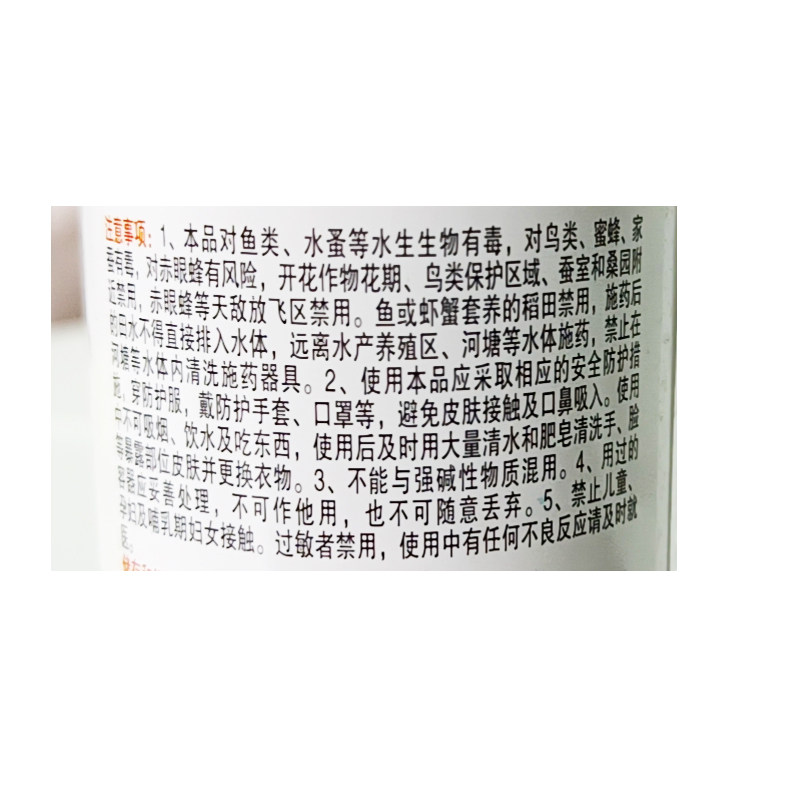 注意事项：1、本品对鱼类、水蚤等水生生物有毒，对鸟类、蜜蜂、家
蚕有毒，对赤眼蜂有风险，开花作物花期、鸟类保护区域、蚕室和桑园附
近禁用，赤眼蜂等天敌放飞区禁用。鱼或虾蟹套养的稻田禁用，施药后
的田水不得直接排入水体，远离水产养殖区、河塘等水体施药，禁止在
河塘等水体内清洗施药器具。2、使用本品应采取相应的安全防护措
施，穿防护服，戴防护手套、口罩等，避免皮肤接触及口鼻吸入。使用
中不可吸烟、饮水及吃东西，使用后及时用大量清水和肥皂清洗手、脸
等暴露部位皮肤并更换衣物。3、不能与强碱性物质混用。4、用过的
容器应妥善处理，不可作他用，也不可随意丢弃。5、禁止儿童、
孕妇及哺乳期妇女接触。过敏者禁用，使用中有任何不良反应请及时就
医。